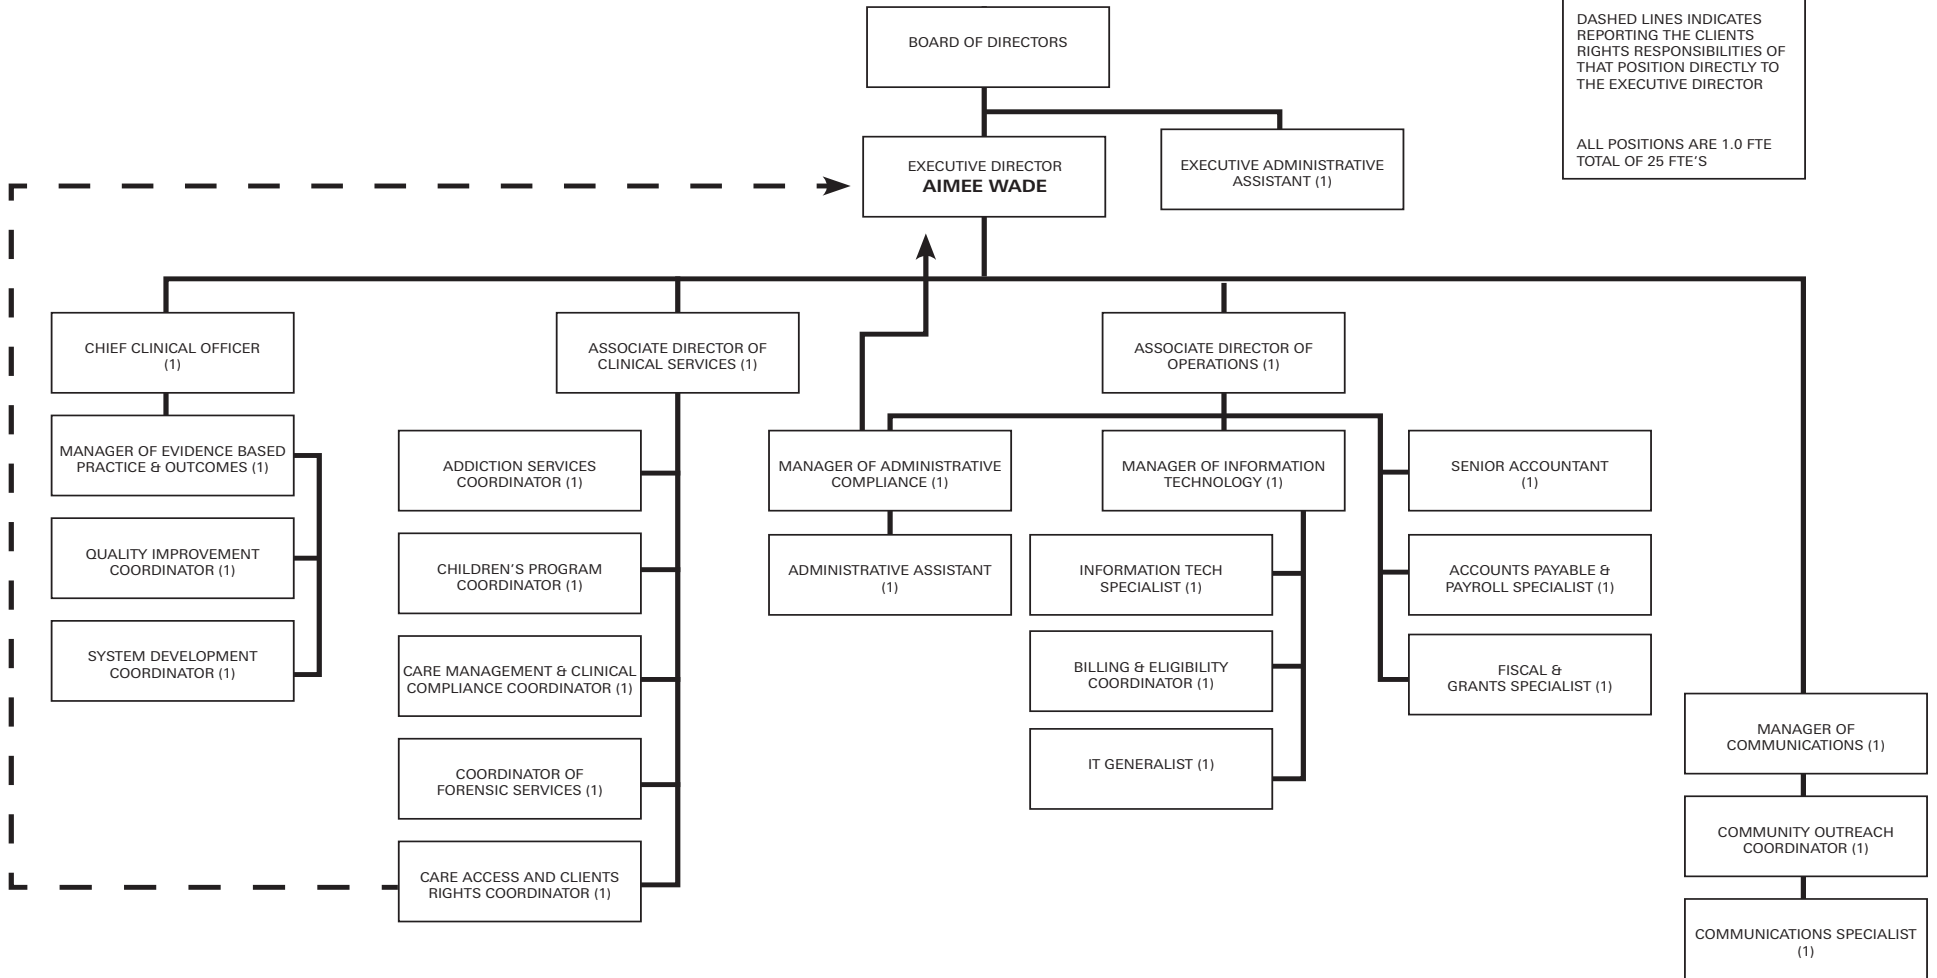 BOARD OF DIRECTORS
DASHED LINES INDICATES
REPORTING THE CLIENTS
RIGHTS RESPONSIBILITIES OF
THAT POSITION DIRECTLY TO
THE EXECUTIVE DIRECTOR
ALL POSITIONS ARE 1.0 FTE
TOTAL OF 25 FTE'S
EXECUTIVE DIRECTOR
AIMEE WADE
EXECUTIVE ADMINISTRATIVE
ASSISTANT (1)
CHIEF CLINICAL OFFICER
(1)
MANAGER OF EVIDENCE BASED
PRACTICE & OUTCOMES (1)
QUALITY IMPROVEMENT
COORDINATOR (1)
SYSTEM DEVELOPMENT
COORDINATOR (1)
ASSOCIATE DIRECTOR OF
CLINICAL SERVICES (1)
ADDICTION SERVICES
COORDINATOR (1)
CHILDREN'S PROGRAM
COORDINATOR (1)
CARE MANAGEMENT & CLINICAL
COMPLIANCE COORDINATOR (1)
COORDINATOR OF
FORENSIC SERVICES (1)
CARE ACCESS AND CLIENTS
RIGHTS COORDINATOR (1)
ASSOCIATE DIRECTOR OF
OPERATIONS (1)
MANAGER OF ADMINISTRATIVE
COMPLIANCE (1)
ADMINISTRATIVE ASSISTANT
(1)
MANAGER OF INFORMATION
TECHNOLOGY (1)
INFORMATION TECH
SPECIALIST (1)
BILLING & ELIGIBILITY
COORDINATOR (1)
IT GENERALIST (1)
SENIOR ACCOUNTANT
(1)
ACCOUNTS PAYABLE &
PAYROLL SPECIALIST (1)
FISCAL &
GRANTS SPECIALIST (1)
MANAGER OF
COMMUNICATIONS (1)
COMMUNITY OUTREACH
COORDINATOR (1)
COMMUNICATIONS SPECIALIST
(1)